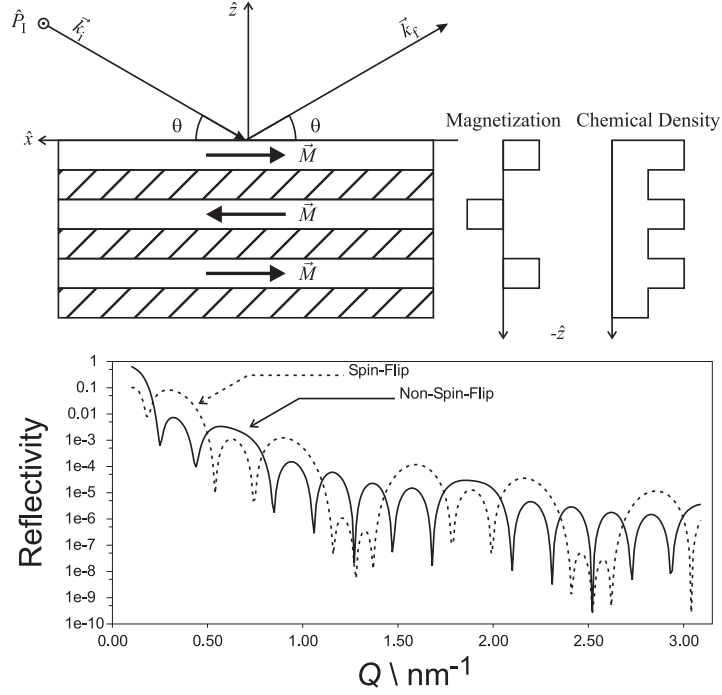 P̂I
k⃗i
ẑ
k⃗f
θ
θ
x̂
Magnetization
Chemical Density
M⃗
M⃗
M⃗
-ẑ
1
0.1
0.01
1e-3
1e-4
1e-5
1e-6
1e-7
1e-8
1e-9
1e-10
Reflectivity
Spin-Flip
Non-Spin-Flip
0.00
0.50
1.00
1.50
2.00
2.50
3.00
Q \ nm-1